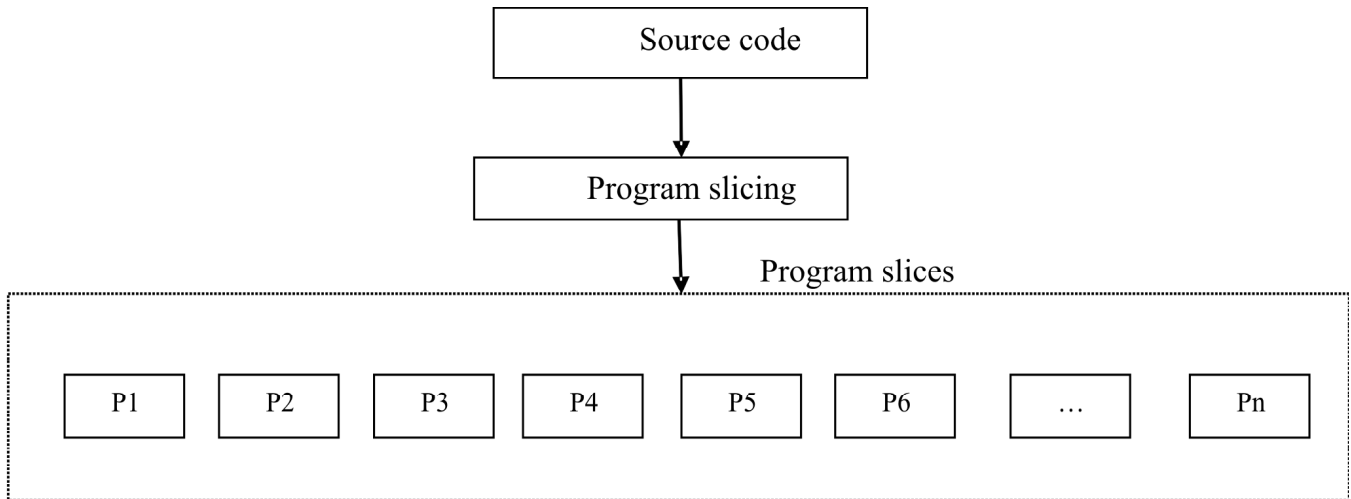 Source code
Program slicing
Program slices
P1 P2 P3 P4 P5 P6 … Pn